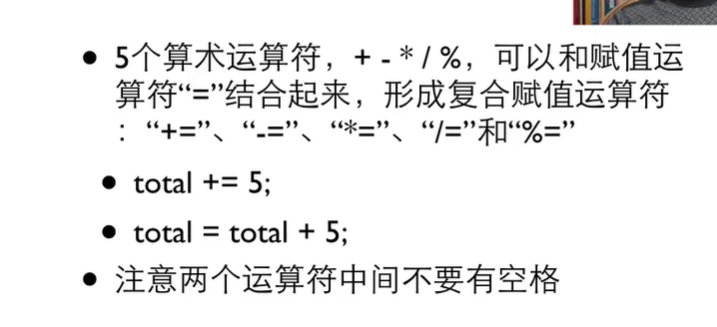 • 5个算术运算符，+ - * / %，可以和赋值运
算符“=”结合起来，形成复合赋值运算符
：“+=”、“-=”、“*=”、“/=”和“%=”
• total += 5;
• total = total + 5;
• 注意两个运算符中间不要有空格